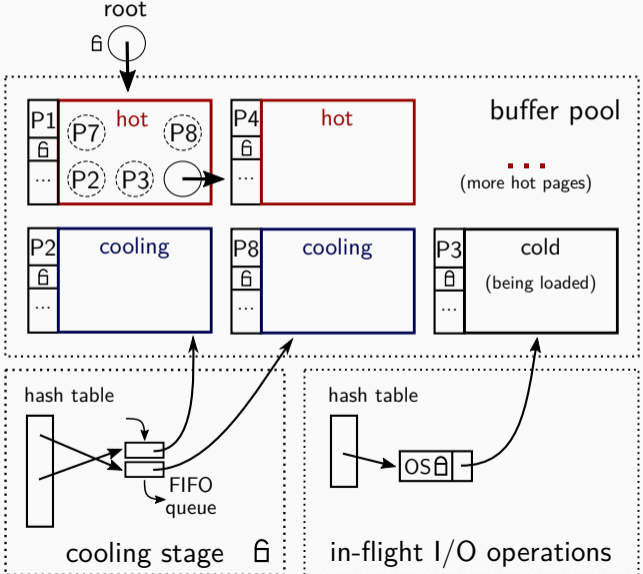 root
buffer pool
P1
hot
P7
P8
P2
P3
...
P4
hot
...
(more hot pages)
P2
cooling
...
P8
cooling
...
P3
cold
(being loaded)
...
hash table
FIFO
queue
cooling stage
hash table
OS
in-flight I/O operations